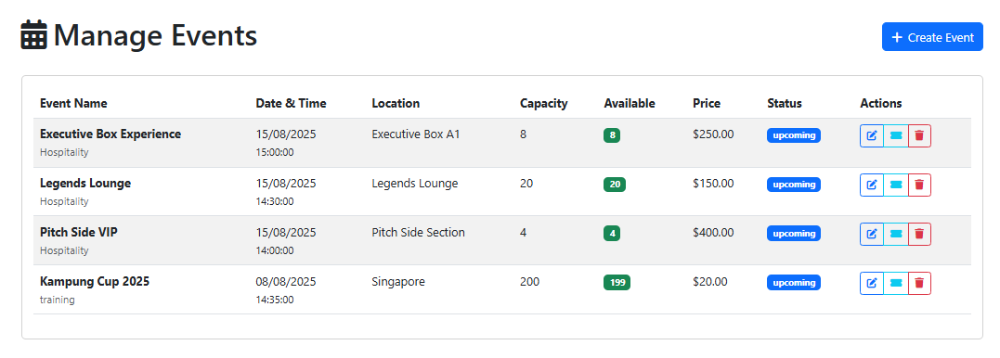 Manage Events
+ Create Event
Event Name Date & Time Location Capacity Available Price Status Actions
Executive Box Experience 15/08/2025 Executive Box A1 8 8 $250.00 upcoming
Hospitality 15:00:00
Legends Lounge 15/08/2025 Legends Lounge 20 20 $150.00 upcoming
Hospitality 14:30:00
Pitch Side VIP 15/08/2025 Pitch Side Section 4 4 $400.00 upcoming
Hospitality 14:00:00
Kampung Cup 2025 08/08/2025 Singapore 200 199 $20.00 upcoming
training 14:35:00